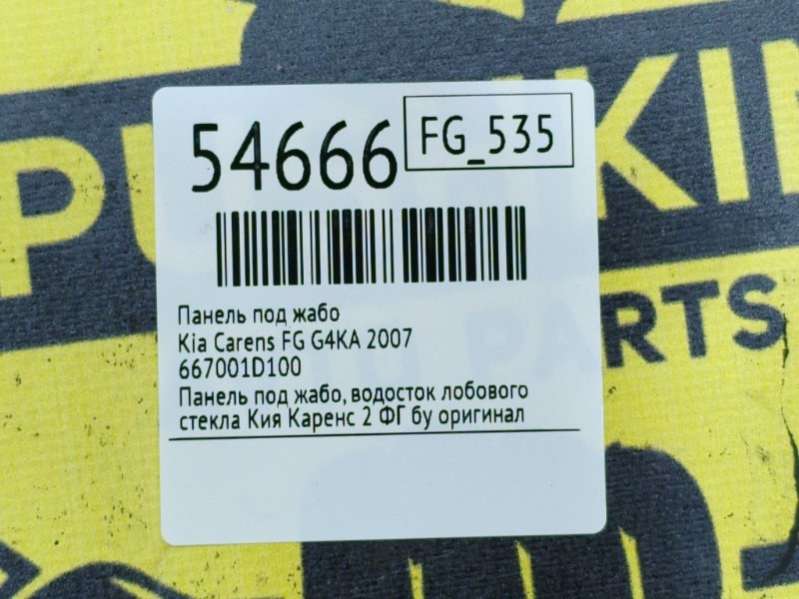 54666
FG_535
Панель под жабо
Kia Carens FG G4KA 2007
667001D100
Панель под жабо, водосток лобового
стекла Кия Каренс 2 ФГ бу оригинал
PARTS